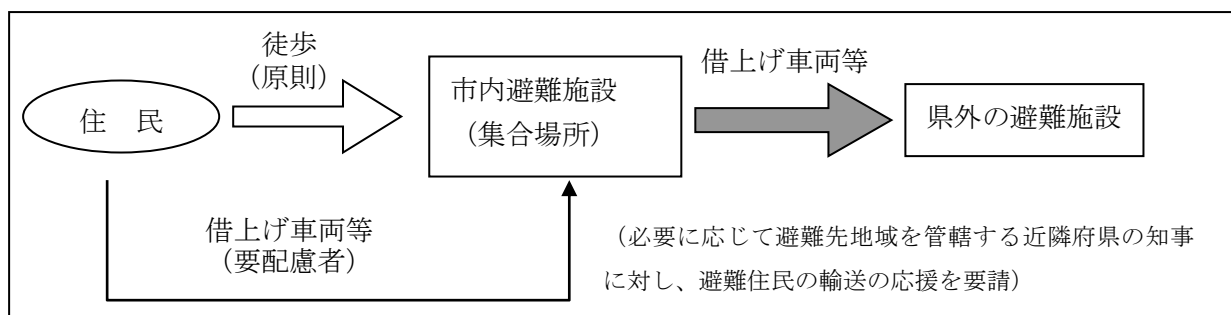 徒歩
（原則）
借上げ車両等
住　民
市内避難施設
（集合場所）
県外の避難施設
借上げ車両等
（要配慮者）
（必要に応じて避難先地域を管轄する近隣府県の知事
に対し、避難住民の輸送の応援を要請）